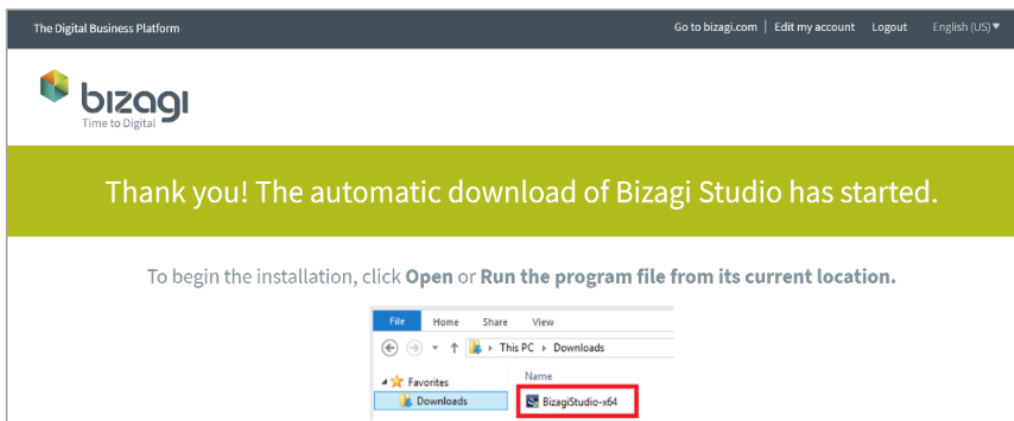 The Digital Business Platform
Go to bizagi.com | Edit my account Logout English (US)▼
bizagi
Time to Digital
Thank you! The automatic download of Bizagi Studio has started.
To begin the installation, click Open or Run the program file from its current location.
File Home Share View
This PC ▸ Downloads
Name
Favorites
Downloads
BizagiStudio-x64